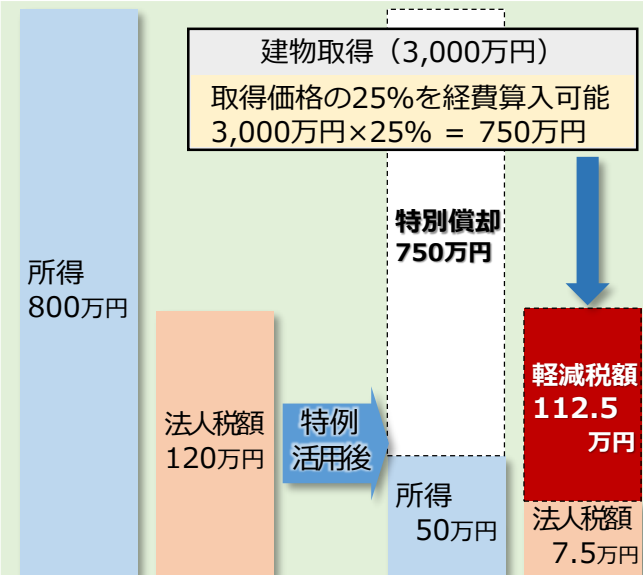 建物取得（3,000万円）
取得価格の25%を経費算入可能
3,000万円×25% = 750万円
特別償却
750万円
所得
800万円
法人税額
120万円
特例
活用後
所得
50万円
軽減税額
112.5
万円
法人税額
7.5万円